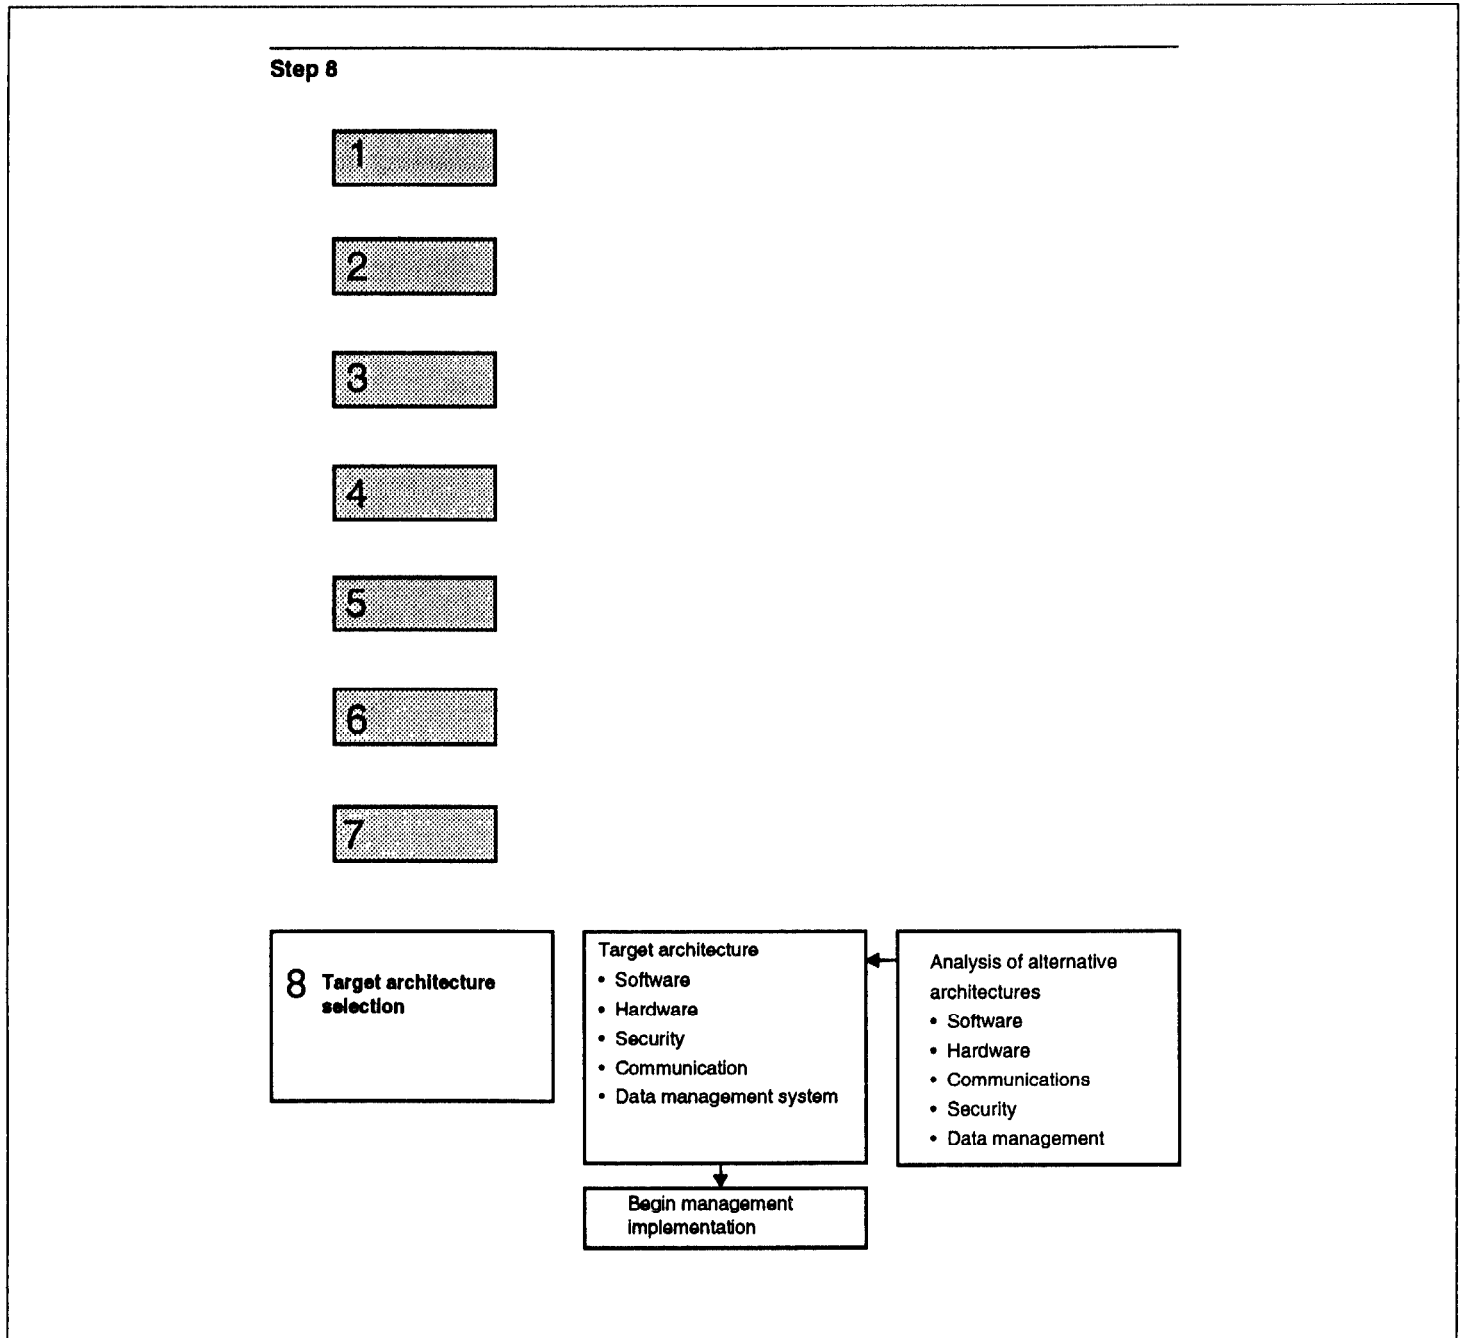 Step 8
1
2
3
4
5
6
7
8 Target architecture
selection
Target architecture
• Software
• Hardware
• Security
• Communication
• Data management system
Analysis of alternative
architectures
• Software
• Hardware
• Communications
• Security
• Data management
Begin management
implementation